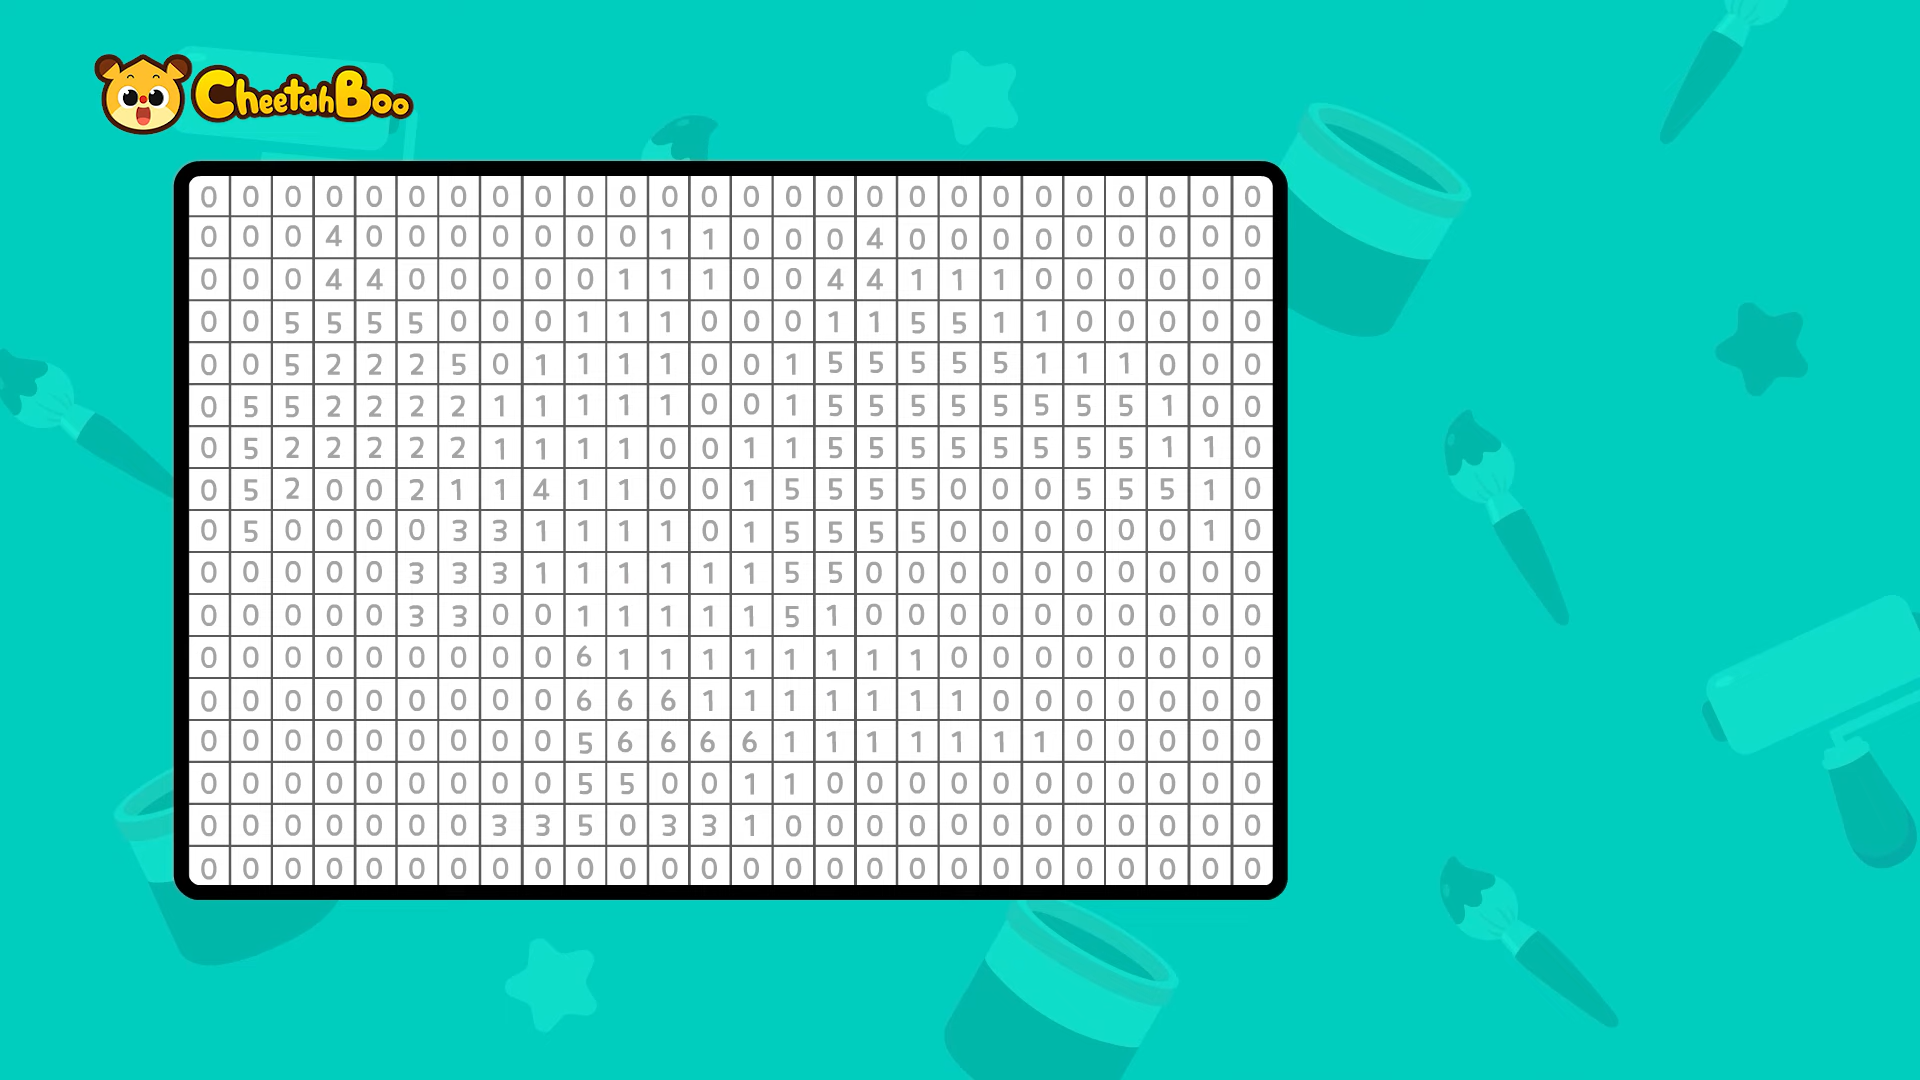 CheetahBoo
0 0 0 0 0 0 0 0 0 0 0 0 0 0 0 0 0 0 0 0 0 0 0 0 0 0
0 0 0 4 0 0 0 0 0 0 0 1 1 0 0 0 4 0 0 0 0 0 0 0 0 0
0 0 0 4 4 0 0 0 0 0 1 1 1 0 0 4 4 1 1 1 0 0 0 0 0 0
0 0 5 5 5 5 0 0 0 1 1 1 0 0 0 1 1 5 5 1 1 0 0 0 0 0
0 0 5 2 2 2 5 0 1 1 1 1 0 0 1 5 5 5 5 5 1 1 1 0 0 0
0 5 5 2 2 2 2 1 1 1 1 1 0 0 1 5 5 5 5 5 5 5 5 1 0 0
0 5 2 2 2 2 2 1 1 1 1 0 0 1 1 5 5 5 5 5 5 5 5 1 1 0
0 5 2 0 0 2 1 1 4 1 1 0 0 1 5 5 5 5 0 0 0 5 5 5 1 0
0 5 0 0 0 0 3 3 1 1 1 1 0 1 5 5 5 5 0 0 0 0 0 0 1 0
0 0 0 0 0 3 3 3 1 1 1 1 1 1 5 5 0 0 0 0 0 0 0 0 0 0
0 0 0 0 0 3 3 0 0 1 1 1 1 1 5 1 0 0 0 0 0 0 0 0 0 0
0 0 0 0 0 0 0 0 0 6 1 1 1 1 1 1 1 1 0 0 0 0 0 0 0 0
0 0 0 0 0 0 0 0 0 6 6 6 1 1 1 1 1 1 1 0 0 0 0 0 0 0
0 0 0 0 0 0 0 0 0 5 6 6 6 6 1 1 1 1 1 1 1 0 0 0 0 0
0 0 0 0 0 0 0 0 0 5 5 0 0 1 1 0 0 0 0 0 0 0 0 0 0 0
0 0 0 0 0 0 0 3 3 5 0 3 3 1 0 0 0 0 0 0 0 0 0 0 0 0
0 0 0 0 0 0 0 0 0 0 0 0 0 0 0 0 0 0 0 0 0 0 0 0 0 0